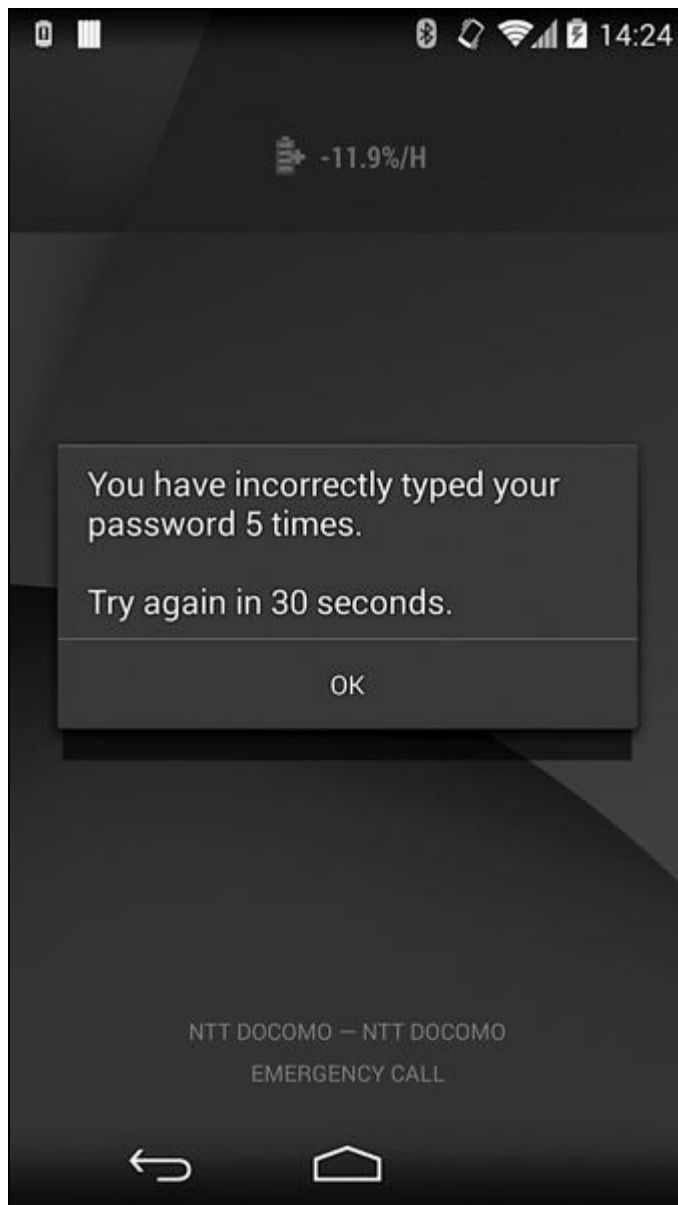 14:24
-11.9%/H
You have incorrectly typed your
password 5 times.
Try again in 30 seconds.
OK
NTT DOCOMO — NTT DOCOMO
EMERGENCY CALL